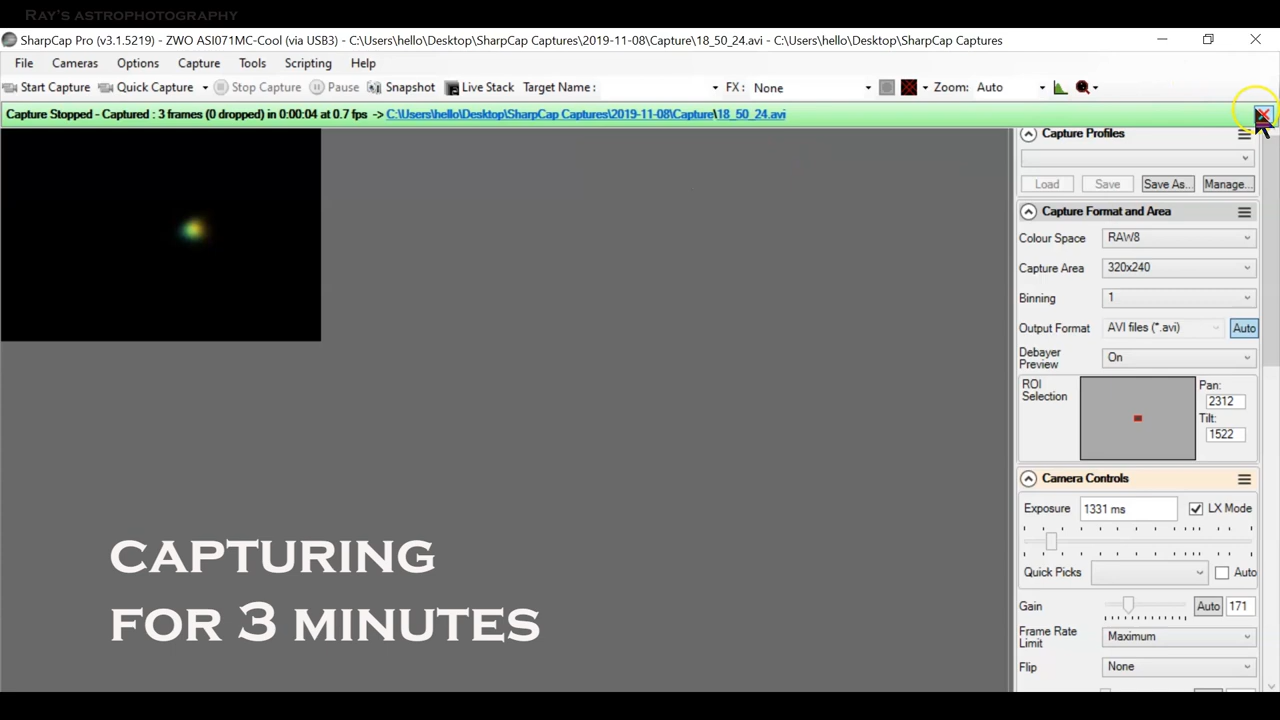 Ray's astrophotography
SharpCap Pro (v3.1.5219) - ZWO ASI071MC-Cool (via USB3) - C:\Users\hello\Desktop\SharpCap Captures\2019-11-08\Capture\18_50_24.avi - C:\Users\hello\Desktop\SharpCap Captures
File Cameras Options Capture Tools Scripting Help
Start Capture Quick Capture Stop Capture Pause Snapshot Live Stack Target Name : FX : None Zoom: Auto
Capture Stopped - Captured : 3 frames (0 dropped) in 0:00:04 at 0.7 fps -> C:\Users\hello\Desktop\SharpCap Captures\2019-11-08\Capture\18_50_24.avi
Capture Profiles
Load Save Save As.. Manage...
Capture Format and Area
Colour Space RAW8
Capture Area 320x240
Binning 1
Output Format AVI files (*.avi) Auto
Debayer
Preview On
ROI
Selection
Pan:
2312
Tilt:
1522
Camera Controls
Exposure 1331 ms LX Mode
Quick Picks Auto
Gain Auto 171
Frame Rate
Limit Maximum
Flip None
CAPTURING
FOR 3 MINUTES